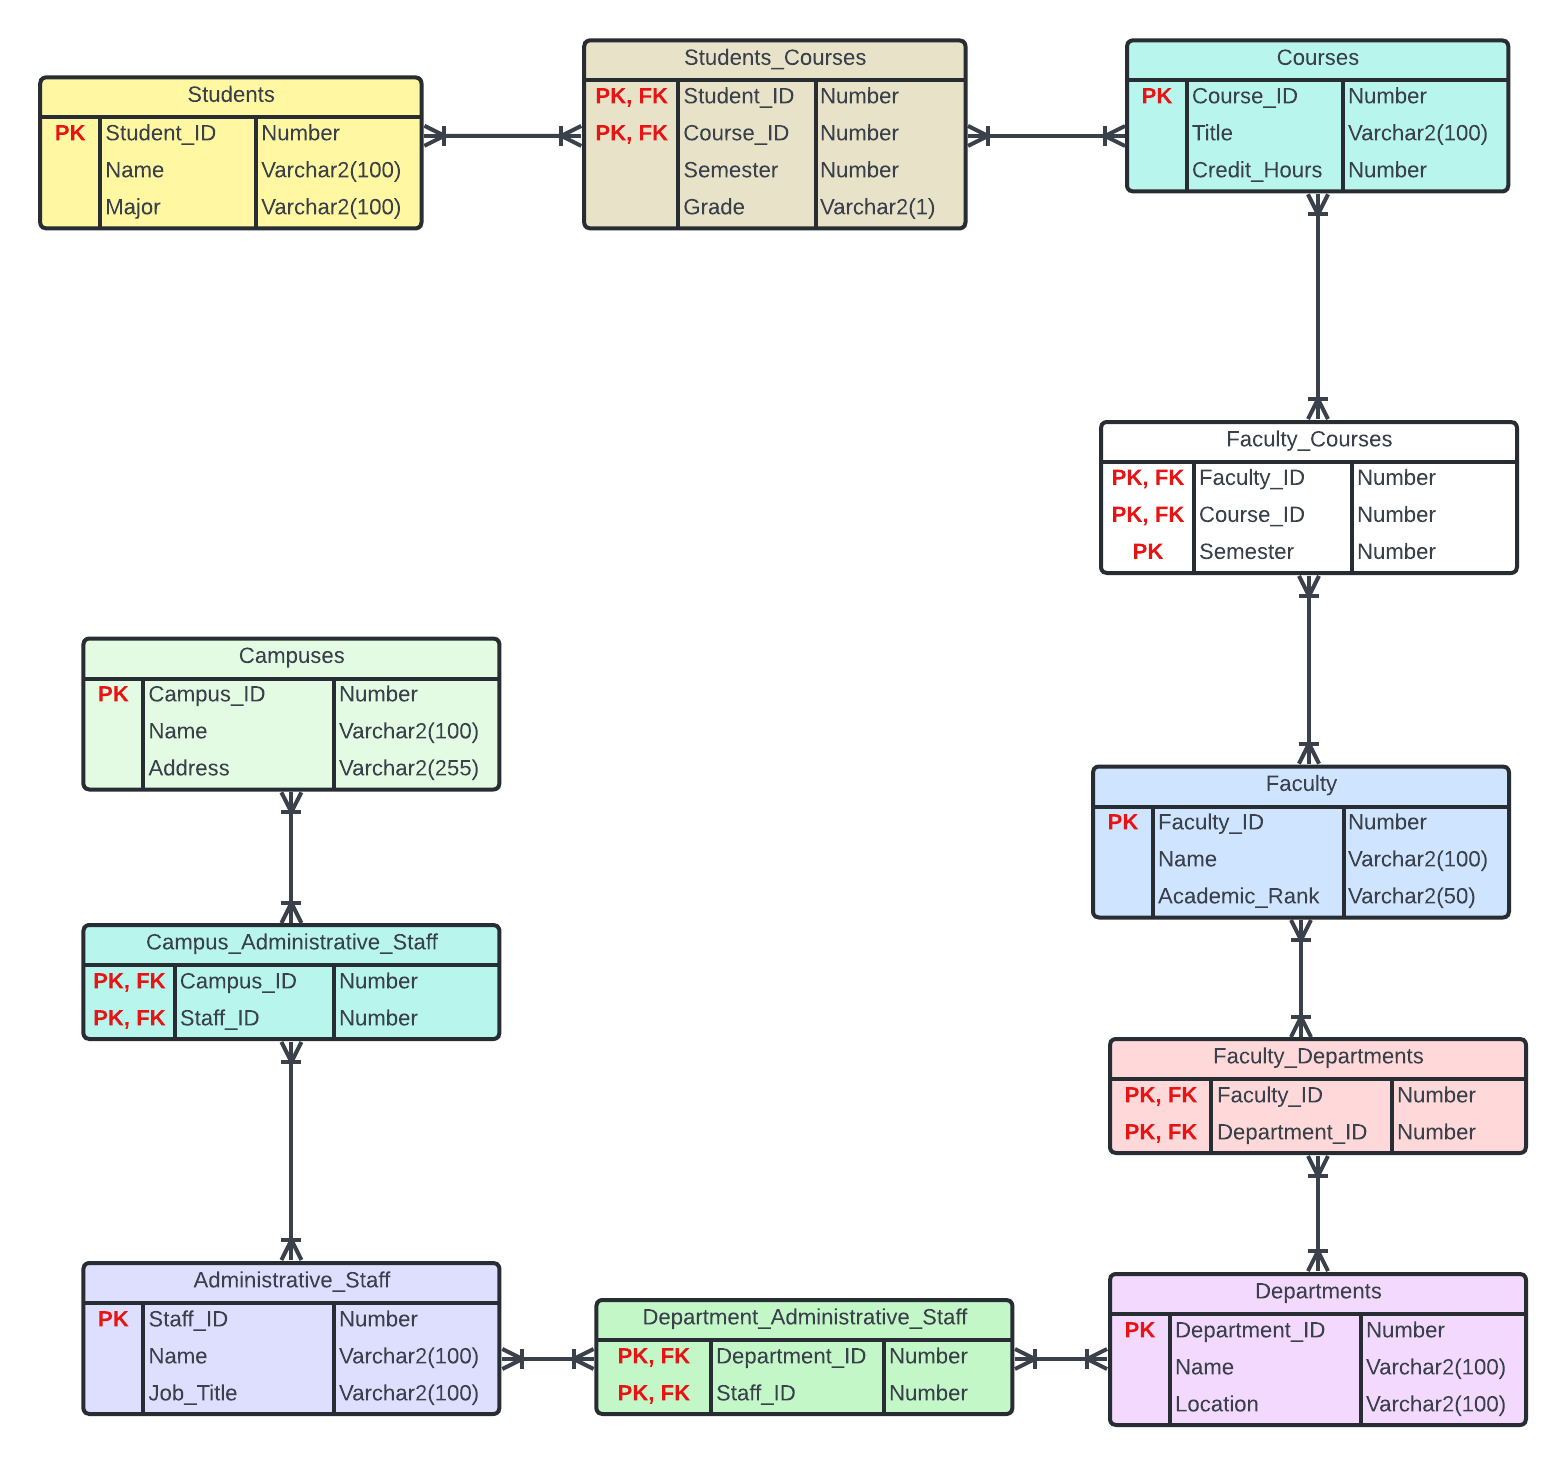 Students
PK Student_ID Number
Name Varchar2(100)
Major Varchar2(100)
Students_Courses
PK, FK Student_ID Number
PK, FK Course_ID Number
Semester Number
Grade Varchar2(1)
Courses
PK Course_ID Number
Title Varchar2(100)
Credit_Hours Number
Faculty_Courses
PK, FK Faculty_ID Number
PK, FK Course_ID Number
PK Semester Number
Campuses
PK Campus_ID Number
Name Varchar2(100)
Address Varchar2(255)
Faculty
PK Faculty_ID Number
Name Varchar2(100)
Academic_Rank Varchar2(50)
Campus_Administrative_Staff
PK, FK Campus_ID Number
PK, FK Staff_ID Number
Faculty_Departments
PK, FK Faculty_ID Number
PK, FK Department_ID Number
Administrative_Staff
PK Staff_ID Number
Name Varchar2(100)
Job_Title Varchar2(100)
Department_Administrative_Staff
PK, FK Department_ID Number
PK, FK Staff_ID Number
Departments
PK Department_ID Number
Name Varchar2(100)
Location Varchar2(100)